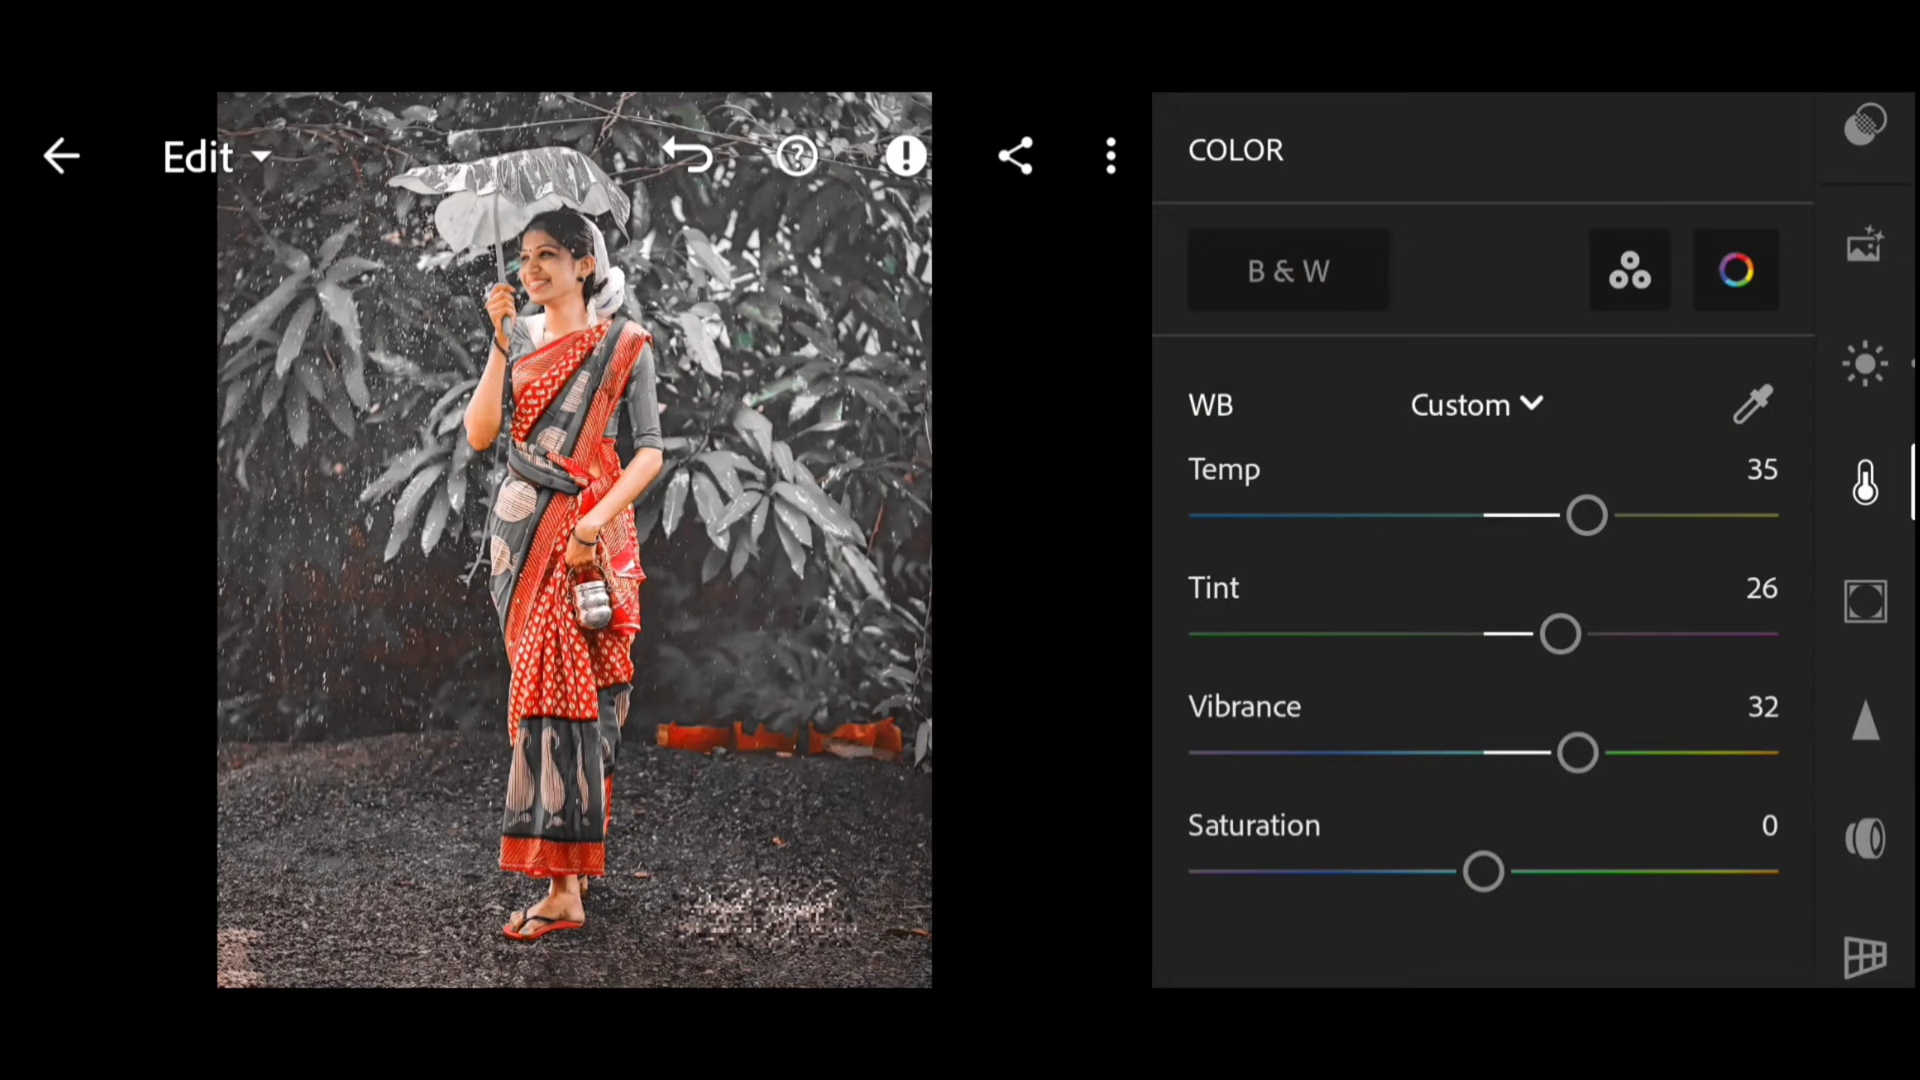 Edit
COLOR
B & W
WB Custom
Temp 35
Tint 26
Vibrance 32
Saturation 0